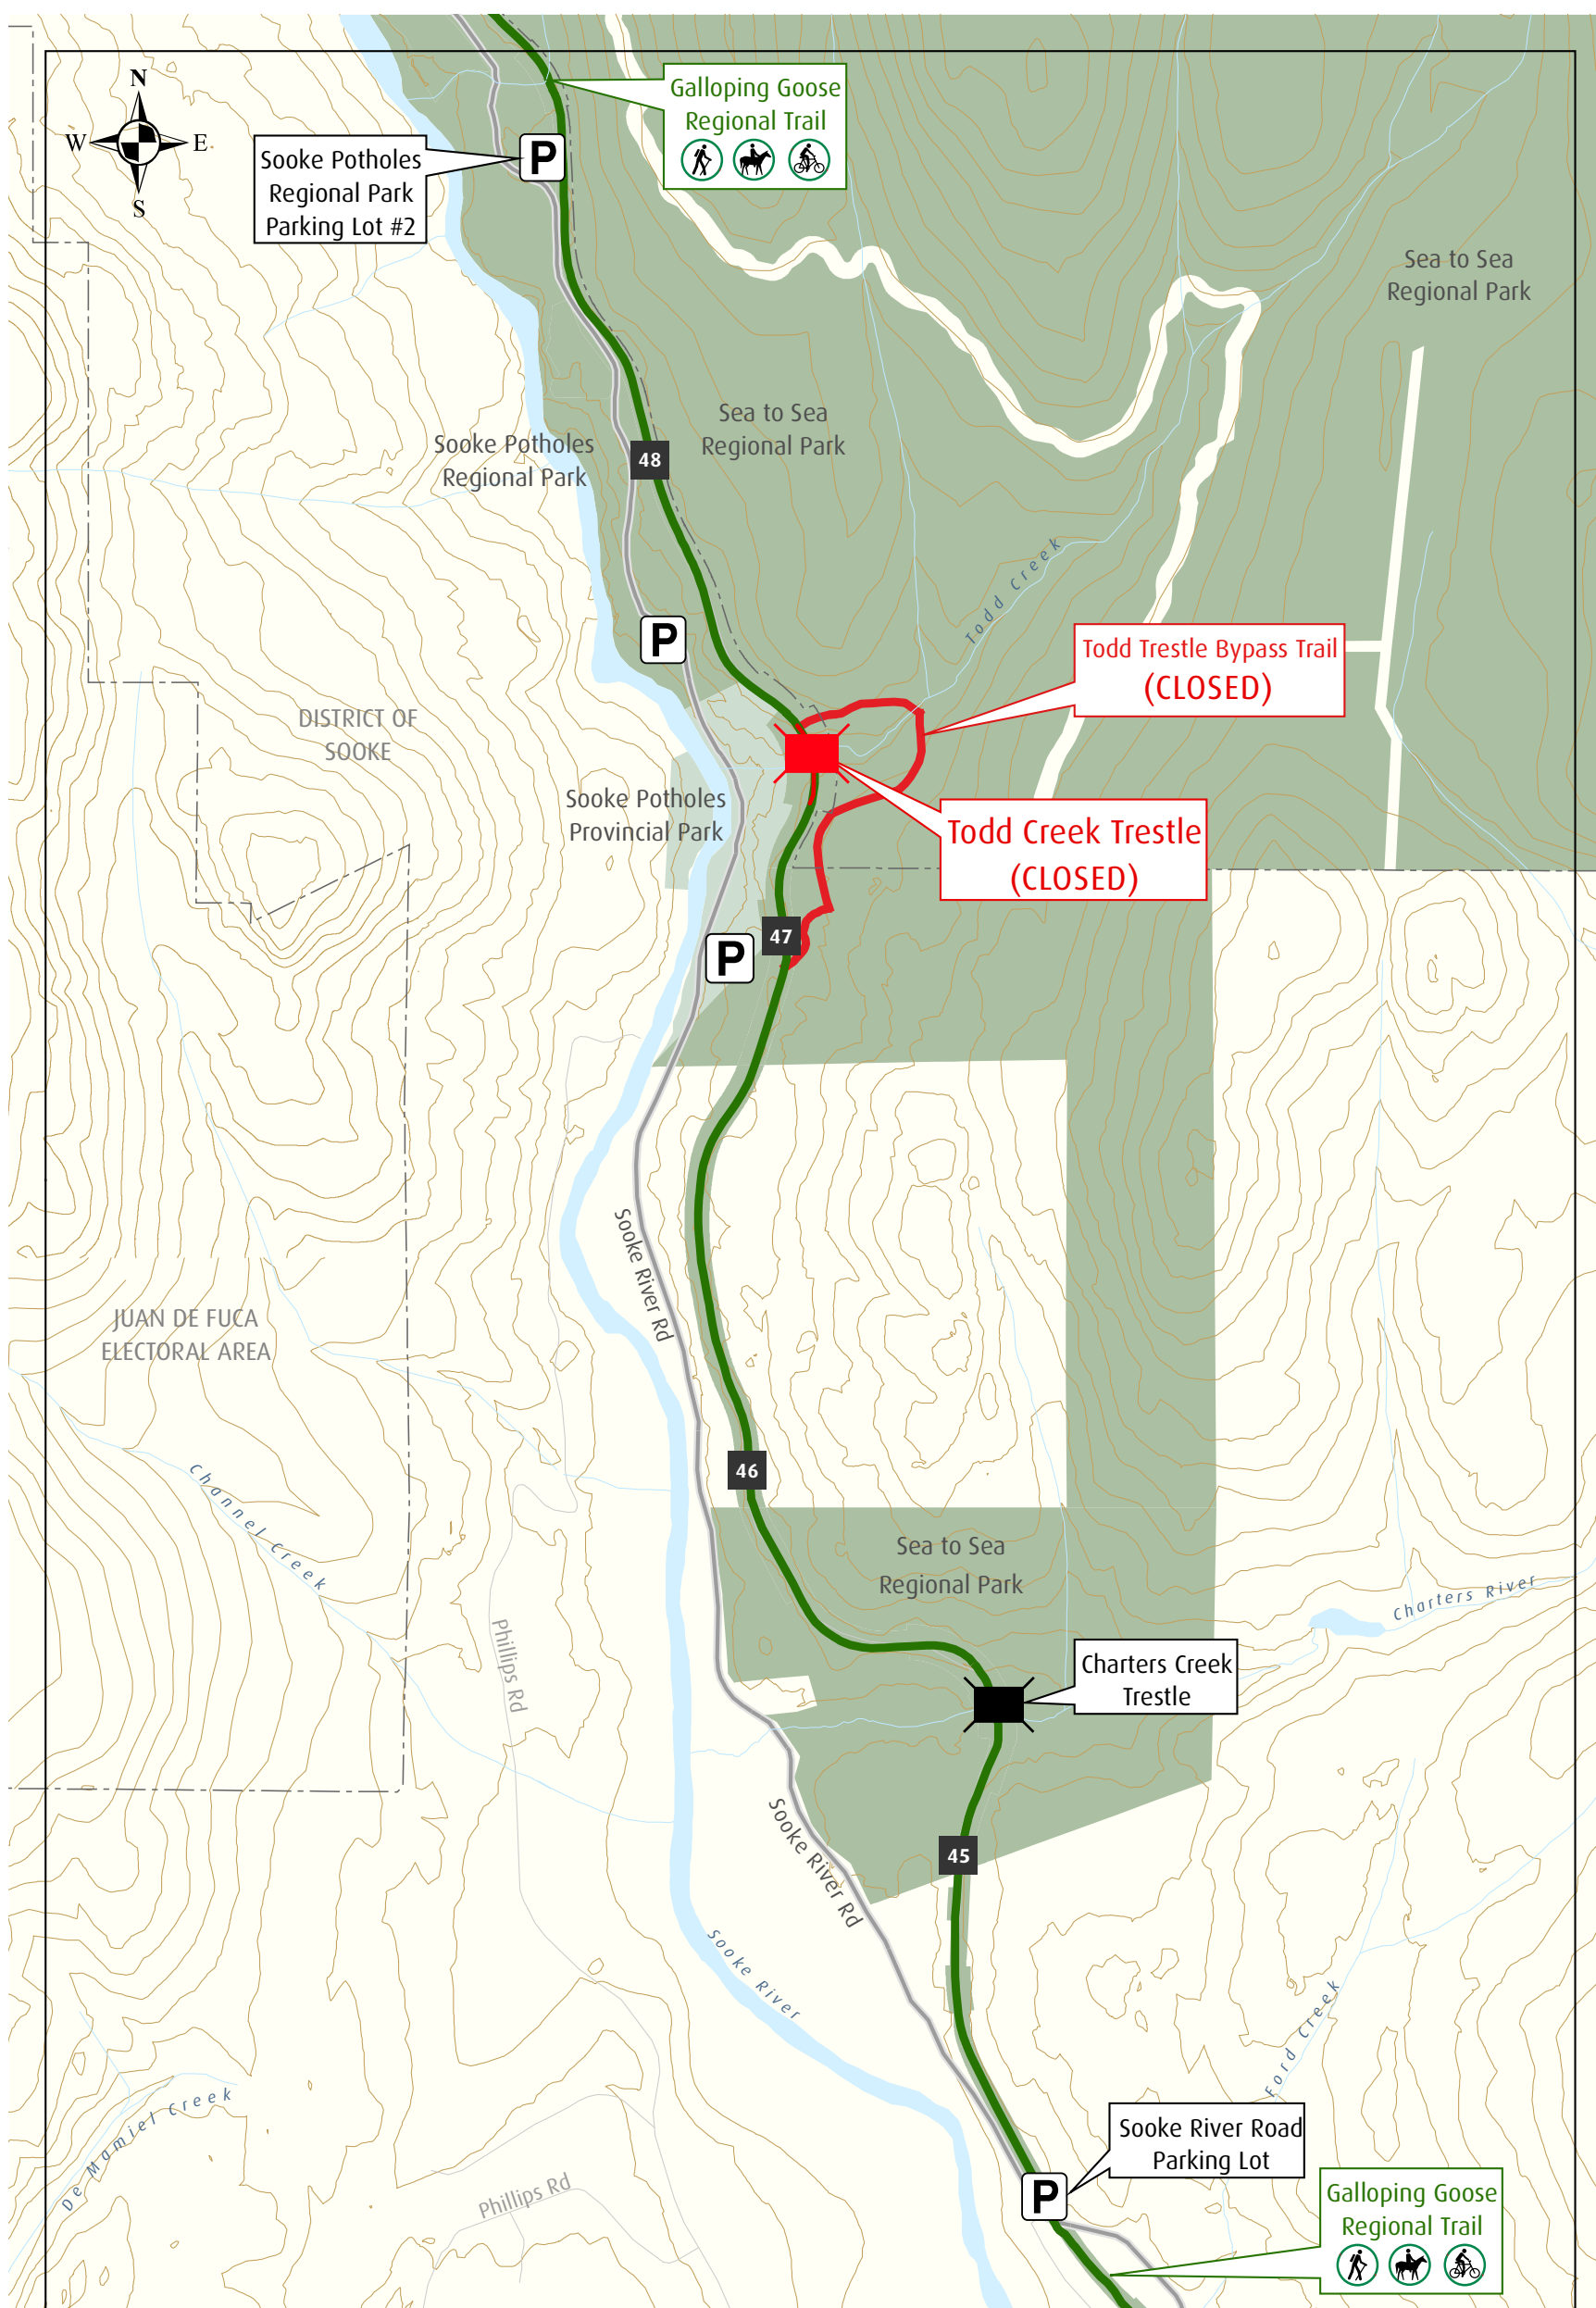 N
W
E
S
Galloping Goose
Regional Trail
P
Sooke Potholes
Regional Park
Parking Lot #2
Sea to Sea
Regional Park
Sea to Sea
Regional Park
Sooke Potholes
Regional Park
48
Todd Creek
P
Todd Trestle Bypass Trail
(CLOSED)
DISTRICT OF
SOOKE
Sooke Potholes
Provincial Park
Todd Creek Trestle
(CLOSED)
47
P
Sooke River Rd
JUAN DE FUCA
ELECTORAL AREA
46
Channel Creek
Sea to Sea
Regional Park
Charters River
Phillips Rd
Charters Creek
Trestle
Sooke River Rd
45
Sooke River
Ford Creek
De Mamiel Creek
Sooke River Road
Parking Lot
Phillips Rd
P
Galloping Goose
Regional Trail